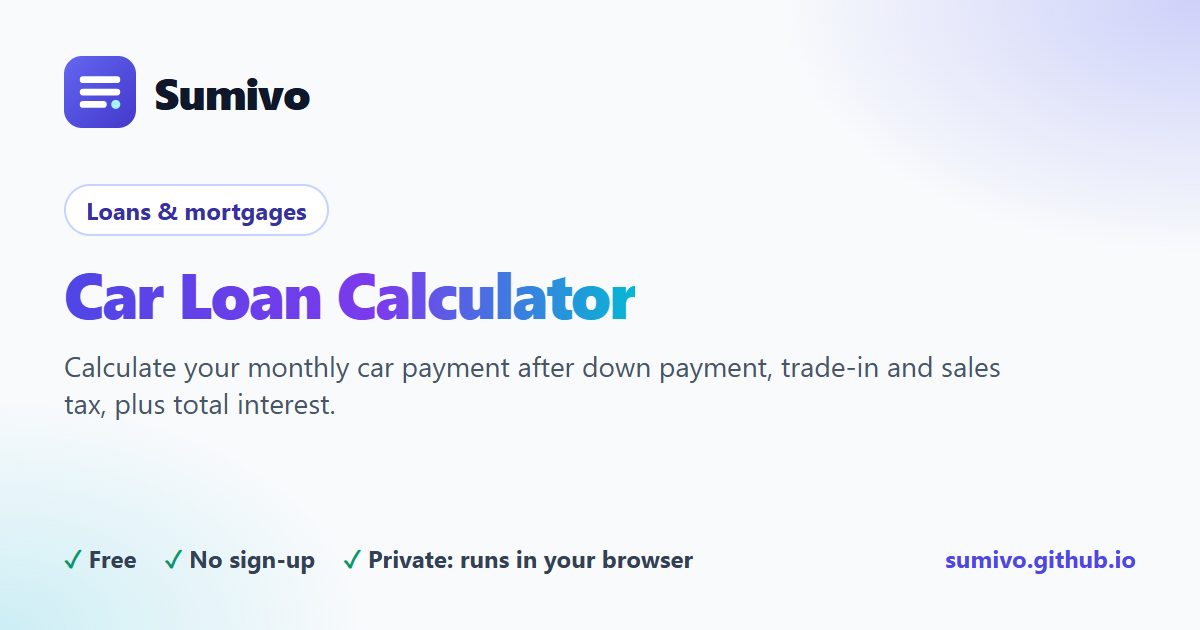 Sumivo
Loans & mortgages
Car Loan Calculator
Calculate your monthly car payment after down payment, trade-in and sales
tax, plus total interest.
✓ Free ✓ No sign-up ✓ Private: runs in your browser
sumivo.github.io